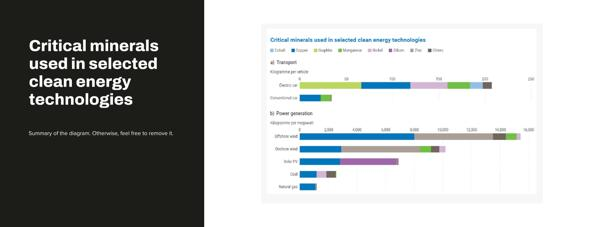 Critical minerals
used in selected
clean energy
technologies
Summary of the diagram. Otherwise, feel free to remove it.
Critical minerals used in selected clean energy technologies
Cobalt Copper Graphite Manganese Nickel Silicon Zinc Others
a) Transport
Kilogramme per vehicle
0 50 100 150 200 250
Electric car
Conventional car
b) Power generation
Kilogramme per megawatt
0 2,000 4,000 6,000 8,000 10,000 12,000 14,000 16,000
Offshore wind
Onshore wind
Solar PV
Coal
Natural gas